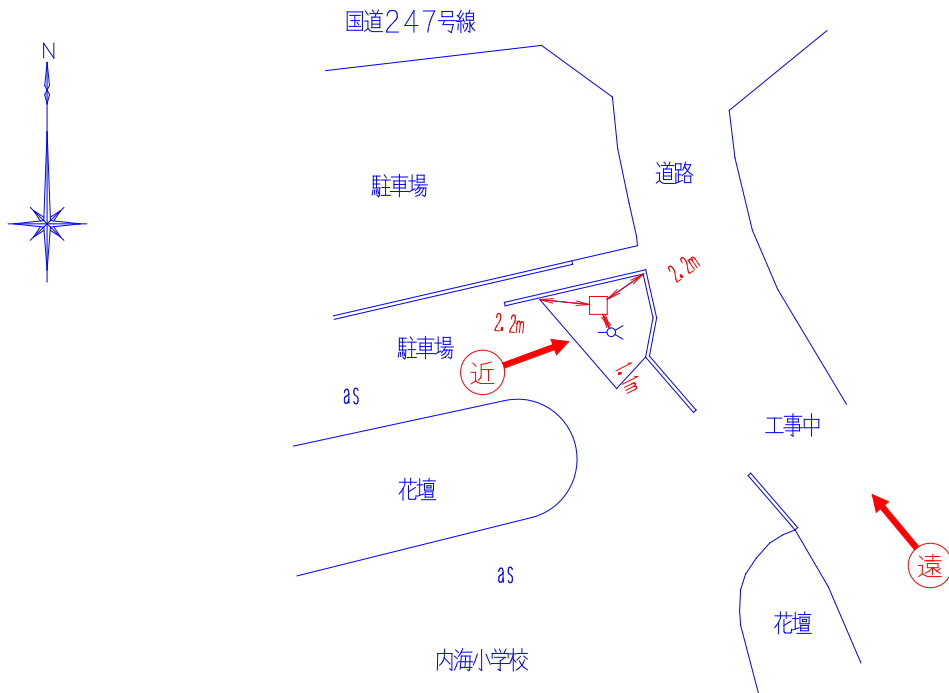 国道247号線
N
道路
駐車場
2.2m
2.2m
駐車場
近
1.1m
as
工事中
花壇
遠
as
花壇
内海小学校